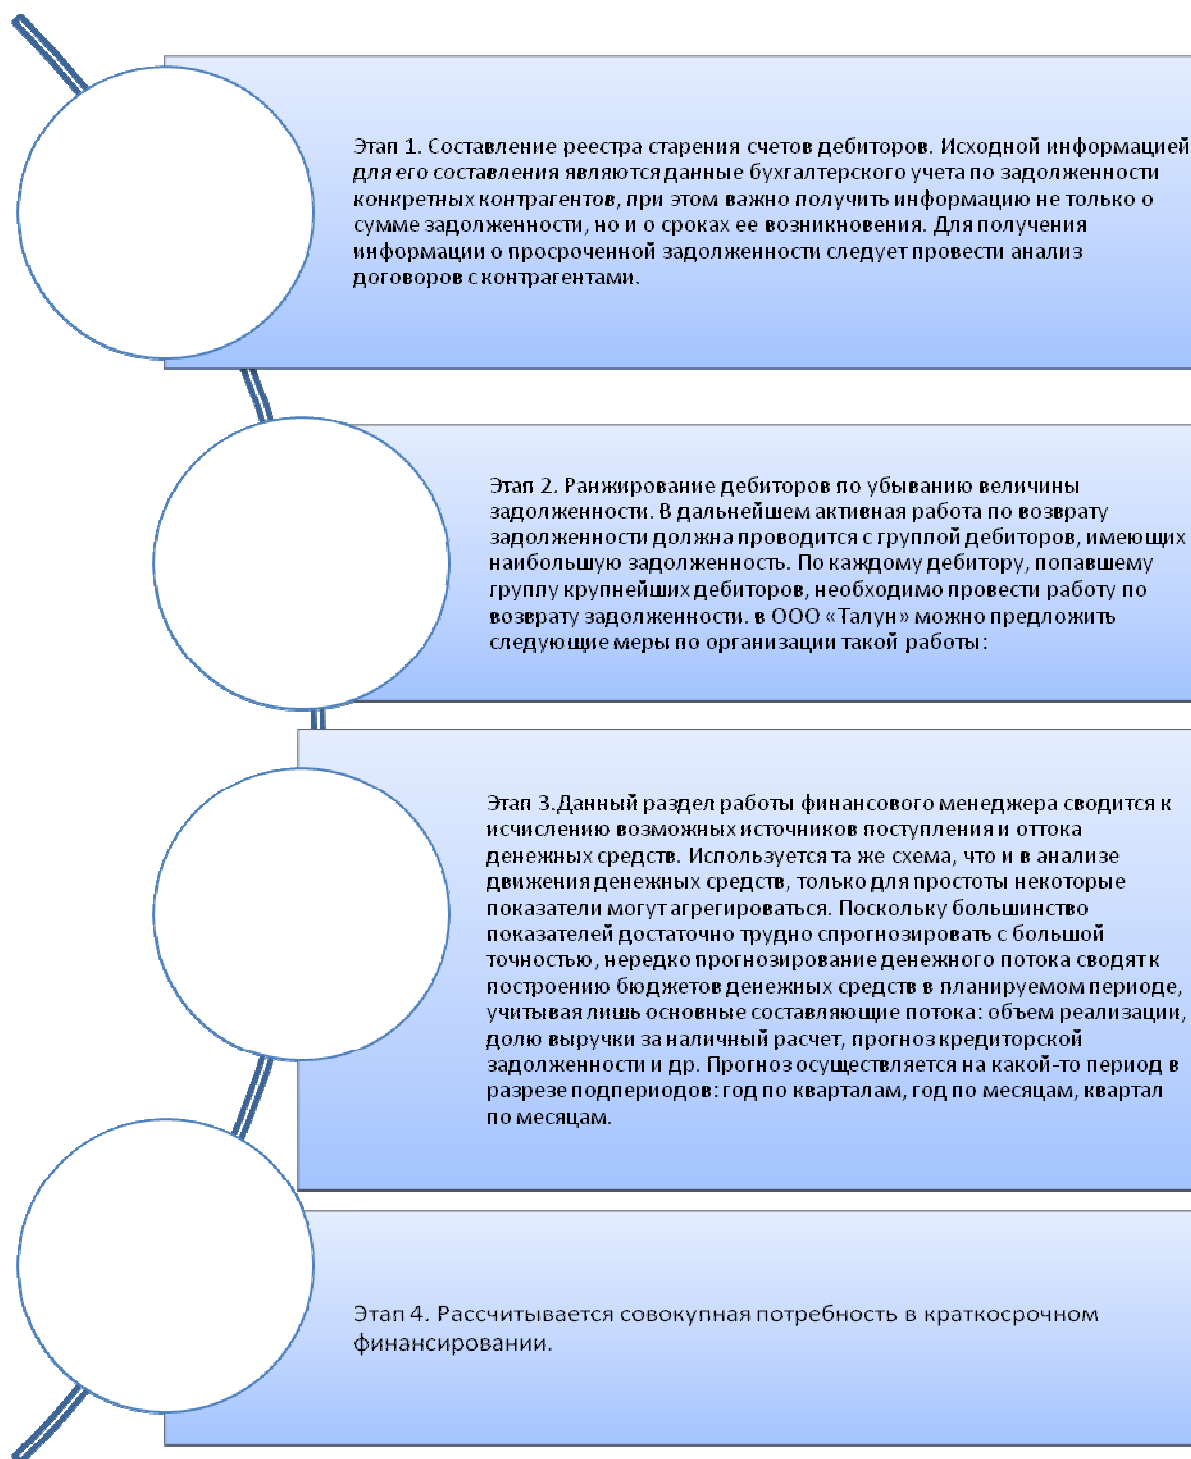 Этап 1. Составление реестра старения счетов дебиторов. Исходной информацией
для его составления являются данные бухгалтерского учета по задолженности
конкретных контрагентов, при этом важно получить информацию не только о
сумме задолженности, но и о сроках ее возникновения. Для получения
информации о просроченной задолженности следует провести анализ
договоров с контрагентами.
Этап 2. Ранжирование дебиторов по убыванию величины
задолженности. В дальнейшем активная работа по возврату
задолженности должна проводится с группой дебиторов, имеющих
наибольшую задолженность. По каждому дебитору, попавшему
группу крупнейших дебиторов, необходимо провести работу по
возврату задолженности. в ООО «Талун» можно предложить
следующие меры по организации такой работы:
Этап 3.Данный раздел работы финансового менеджера сводится к
исчислению возможных источников поступления и оттока
денежных средств. Используется та же схема, что и в анализе
движения денежных средств, только для простоты некоторые
показатели могут агрегироваться. Поскольку большинство
показателей достаточно трудно спрогнозировать с большой
точностью, нередко прогнозирование денежного потока сводят к
построению бюджетов денежных средств в планируемом периоде,
учитывая лишь основные составляющие потока: объем реализации,
долю выручки за наличный расчет, прогноз кредиторской
задолженности и др. Прогноз осуществляется на какой-то период в
разрезе подпериодов: год по кварталам, год по месяцам, квартал
по месяцам.
Этап 4. Рассчитывается совокупная потребность в краткосрочном
финансировании.